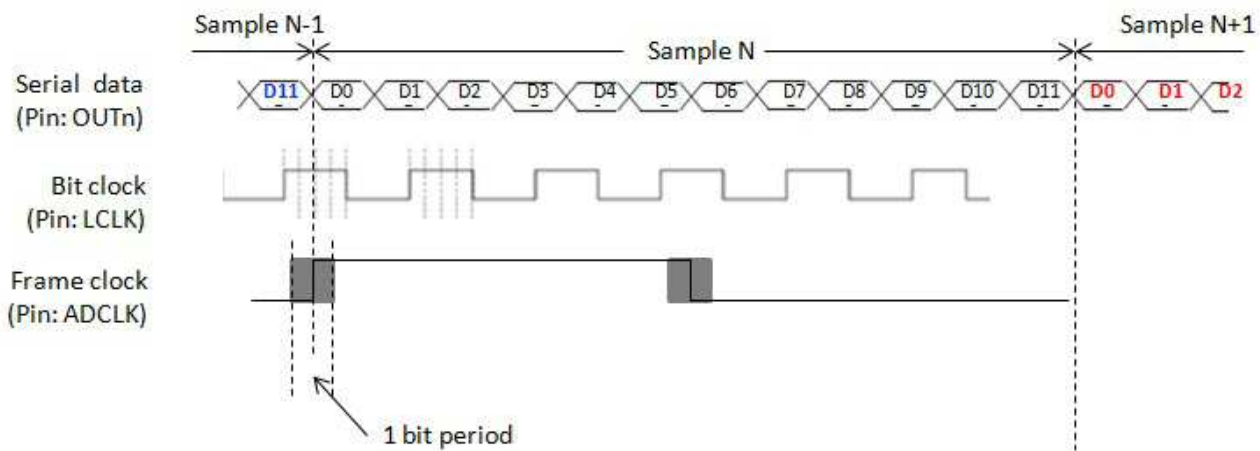 Sample N-1
Sample N
Sample N+1
Serial data
(Pin: OUTn)
D11 D0 D1 D2 D3 D4 D5 D6 D7 D8 D9 D10 D11 D0 D1 D2
Bit clock
(Pin: LCLK)
Frame clock
(Pin: ADCLK)
1 bit period